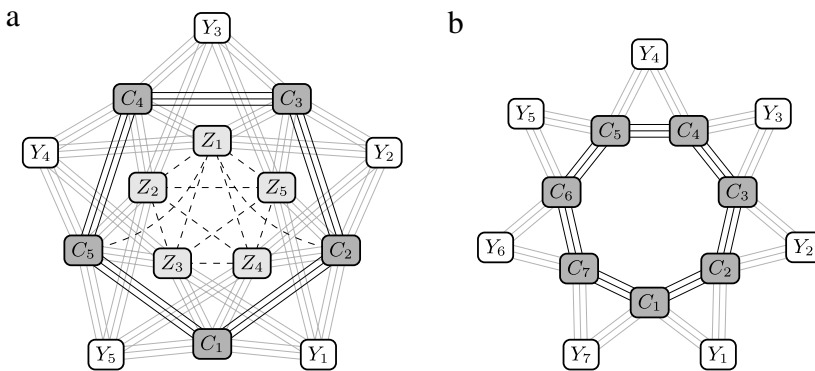 a
b
Y₃
C₄
C₃
Z₁
Y₄
Y₂
Z₂
Z₅
C₅
Z₃
Z₄
C₂
Y₅
C₁
Y₁
Y₄
Y₅
C₅
C₄
Y₃
C₆
C₃
Y₆
C₇
C₂
Y₂
C₁
Y₇
Y₁